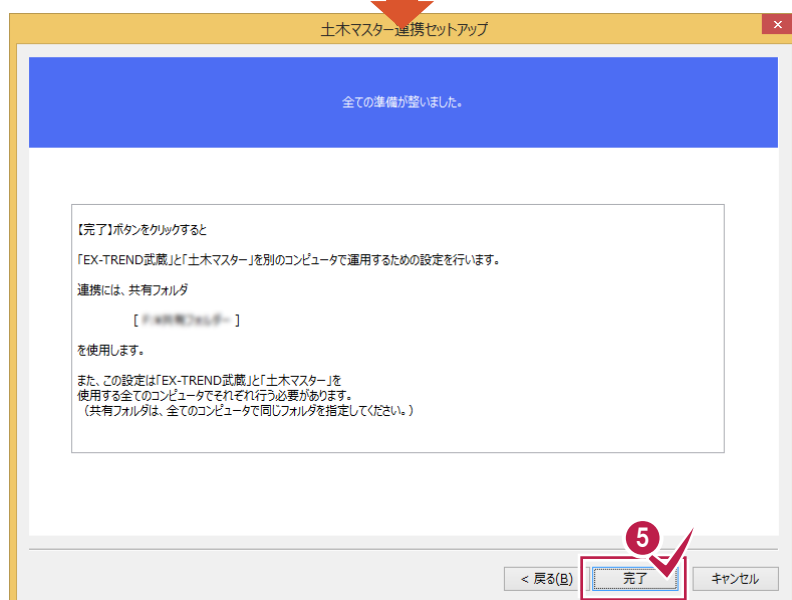 土木マスター連携セットアップ
×
全ての準備が整いました。
【完了】ボタンをクリックすると
「EX-TREND武蔵」と「土木マスター」を別のコンピュータで運用するための設定を行います。
連携には、共有フォルダ
[ ]
を使用します。
また、この設定は「EX-TREND武蔵」と「土木マスター」を
使用する全てのコンピュータでそれぞれ行う必要があります。
（共有フォルダは、全てのコンピュータで同じフォルダを指定してください。）
5
< 戻る(B)
完了
キャンセル